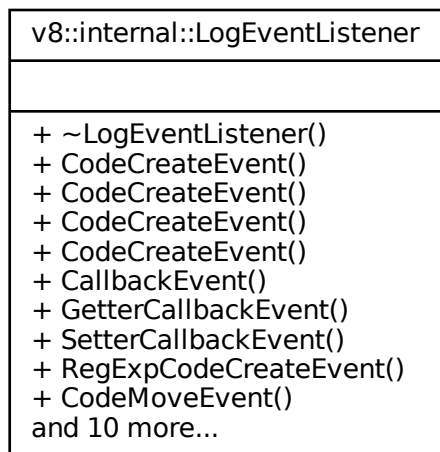 v8::internal::LogEventListener
+ ~LogEventListener()
+ CodeCreateEvent()
+ CodeCreateEvent()
+ CodeCreateEvent()
+ CodeCreateEvent()
+ CallbackEvent()
+ GetterCallbackEvent()
+ SetterCallbackEvent()
+ RegExpCodeCreateEvent()
+ CodeMoveEvent()
and 10 more...